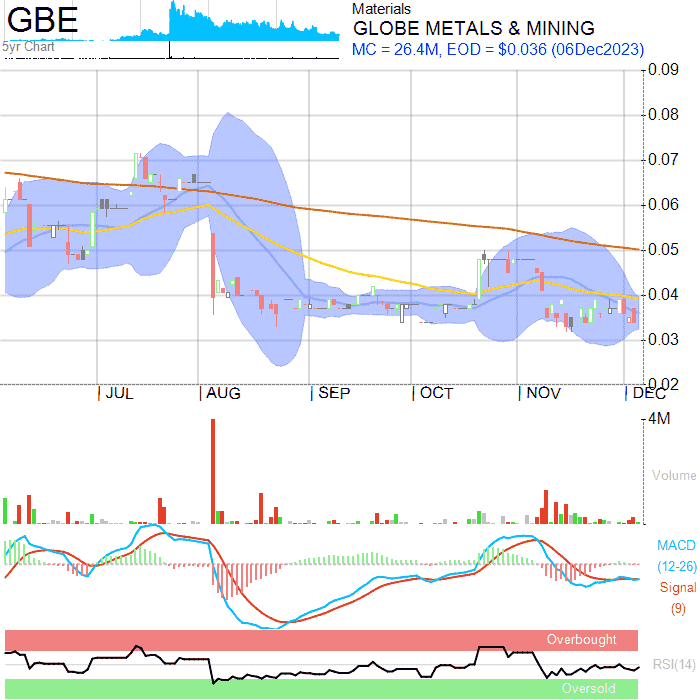 GBE
5yr Chart
Materials
GLOBE METALS & MINING
MC = 26.4M, EOD = $0.036 (06Dec2023)
0.09
0.08
0.07
0.06
0.05
0.04
0.03
0.02
JUL AUG SEP OCT NOV DEC
4M
Volume
MACD
(12-26)
Signal
(9)
Overbought
RSI(14)
Oversold